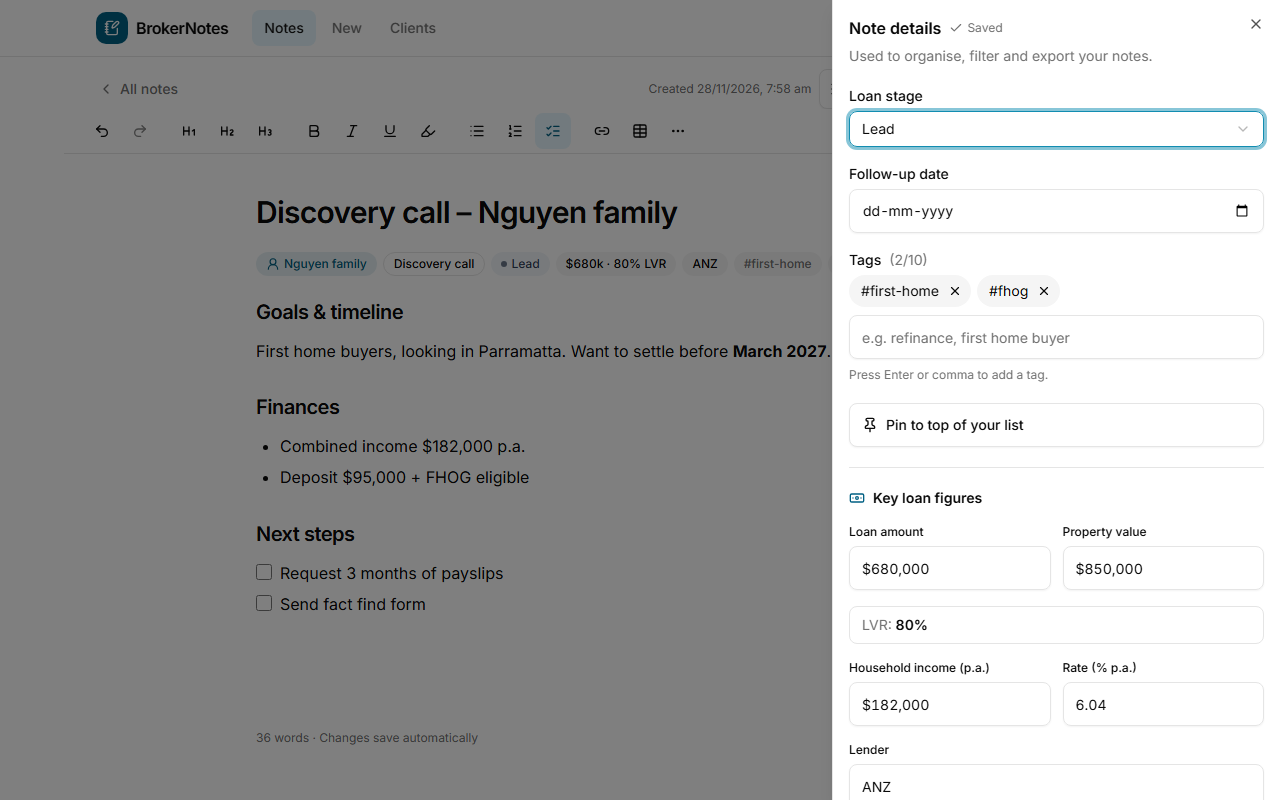 BrokerNotes
Notes
New
Clients
All notes
Created 28/11/2026, 7:58 am
H1 H2 H3 B I U
Discovery call – Nguyen family
Nguyen family
Discovery call
Lead
$680k · 80% LVR
ANZ
#first-home
Goals & timeline
First home buyers, looking in Parramatta. Want to settle before March 2027.
Finances
• Combined income $182,000 p.a.
• Deposit $95,000 + FHOG eligible
Next steps
Request 3 months of payslips
Send fact find form
36 words · Changes save automatically
Note details
Saved
Used to organise, filter and export your notes.
Loan stage
Lead
Follow-up date
dd-mm-yyyy
Tags (2/10)
#first-home
#fhog
e.g. refinance, first home buyer
Press Enter or comma to add a tag.
Pin to top of your list
Key loan figures
Loan amount
$680,000
Property value
$850,000
LVR: 80%
Household income (p.a.)
$182,000
Rate (% p.a.)
6.04
Lender
ANZ